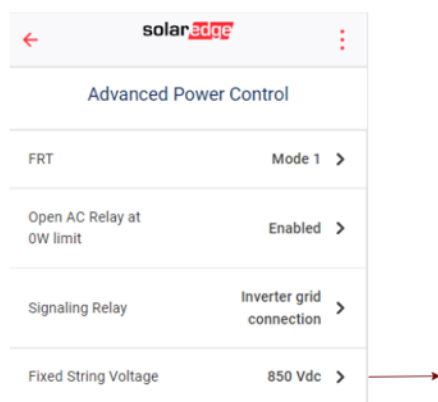 solaredge
Advanced Power Control
FRT Mode 1
Open AC Relay at
0W limit
Enabled
Signaling Relay
Inverter grid
connection
Fixed String Voltage 850 Vdc